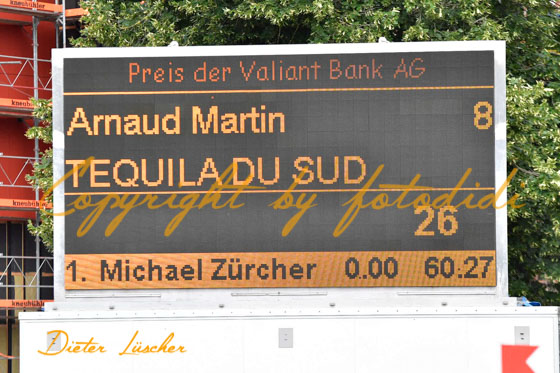 kneubühler
Preis der Valiant Bank AG
Arnaud Martin 8
TEQUILA DU SUD
Copyright by fotodidi
26
1. Michael Zürcher 0.00 60.27
Dieter Lüscher